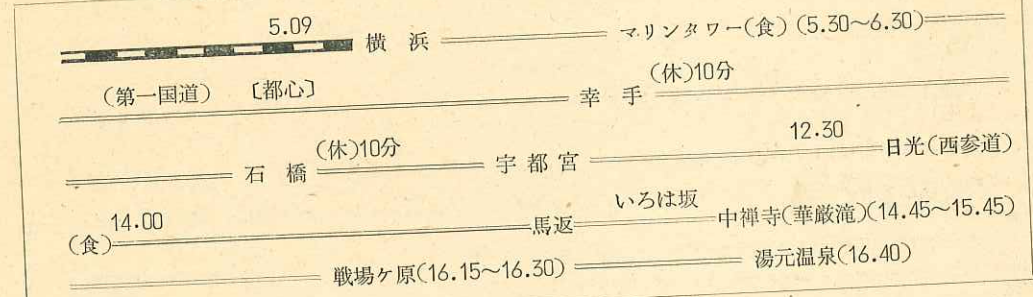 5.09
横浜 マリンタワー(食)(5.30～6.30)
(第一国道) 〔都心〕 幸手 (休)10分
石橋 (休)10分 宇都宮 12.30 日光(西参道)
(食) 14.00 馬返 いろは坂 中禅寺(華厳滝)(14.45～15.45)
戦場ケ原(16.15～16.30) 湯元温泉(16.40)